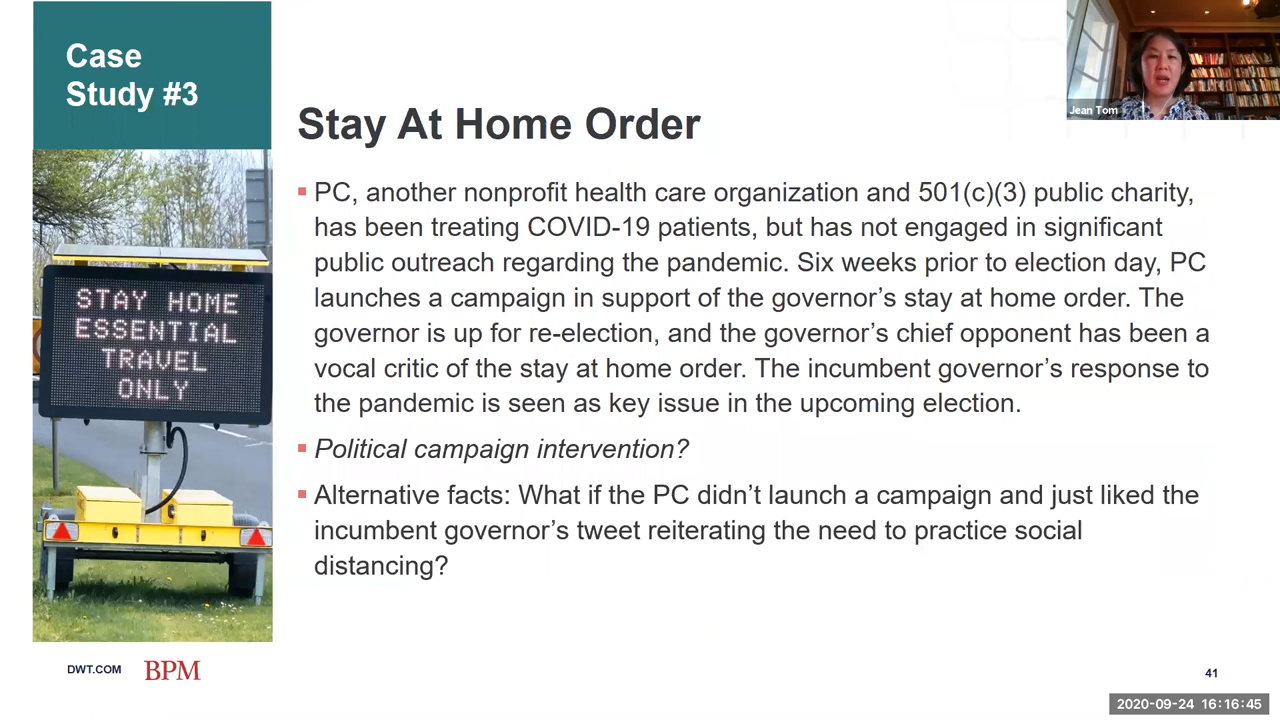 Case
Study #3
Jean Tom
Stay At Home Order
PC, another nonprofit health care organization and 501(c)(3) public charity,
has been treating COVID-19 patients, but has not engaged in significant
public outreach regarding the pandemic. Six weeks prior to election day, PC
launches a campaign in support of the governor’s stay at home order. The
governor is up for re-election, and the governor’s chief opponent has been a
vocal critic of the stay at home order. The incumbent governor’s response to
the pandemic is seen as key issue in the upcoming election.
Political campaign intervention?
Alternative facts: What if the PC didn’t launch a campaign and just liked the
incumbent governor’s tweet reiterating the need to practice social
distancing?
STAY HOME
ESSENTIAL
TRAVEL
ONLY
DWT.COM
BPM
41
2020-09-24 16:16:45